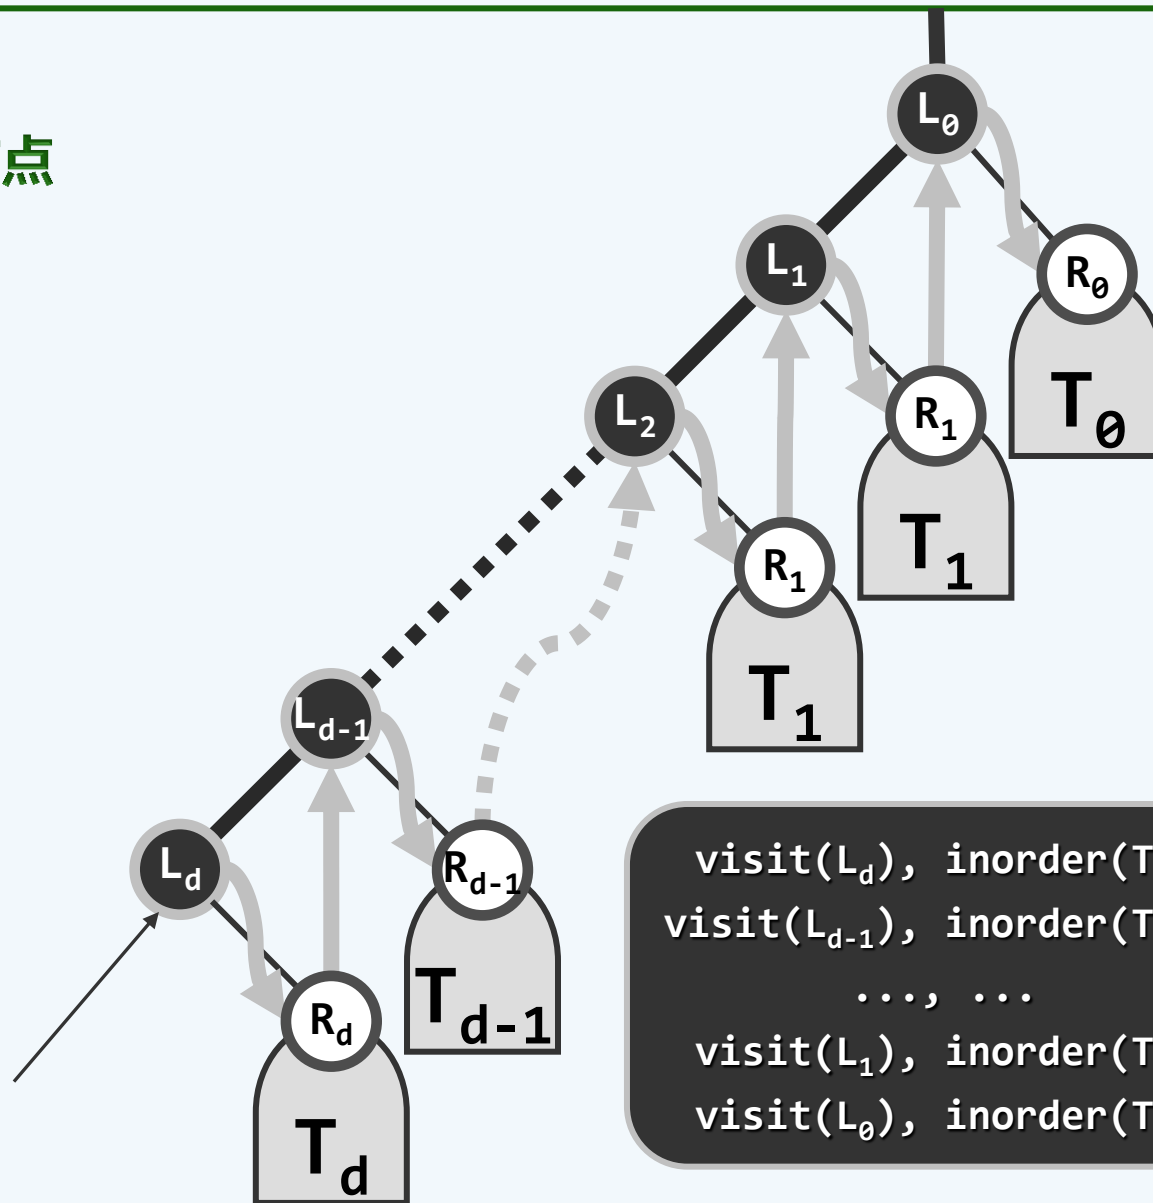 点
L₀
L₁
R₀
T₀
L₂
R₁
T₁
R₁
T₁
L_d-1
L_d
R_d-1
T_d-1
R_d
T_d
visit(L_d), inorder(T
visit(L_d-1), inorder(T
..., ...
visit(L₁), inorder(T
visit(L₀), inorder(T